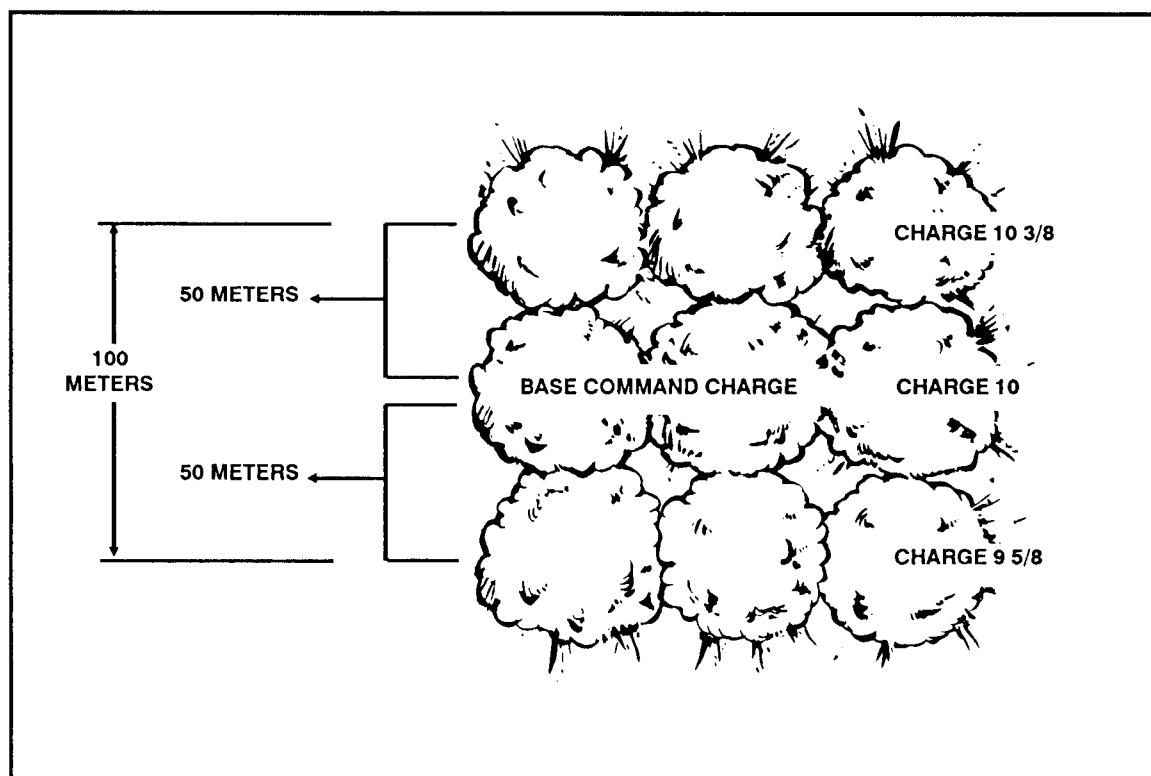 CHARGE 10 3/8
50 METERS
100
METERS
BASE COMMAND CHARGE
CHARGE 10
50 METERS
CHARGE 9 5/8